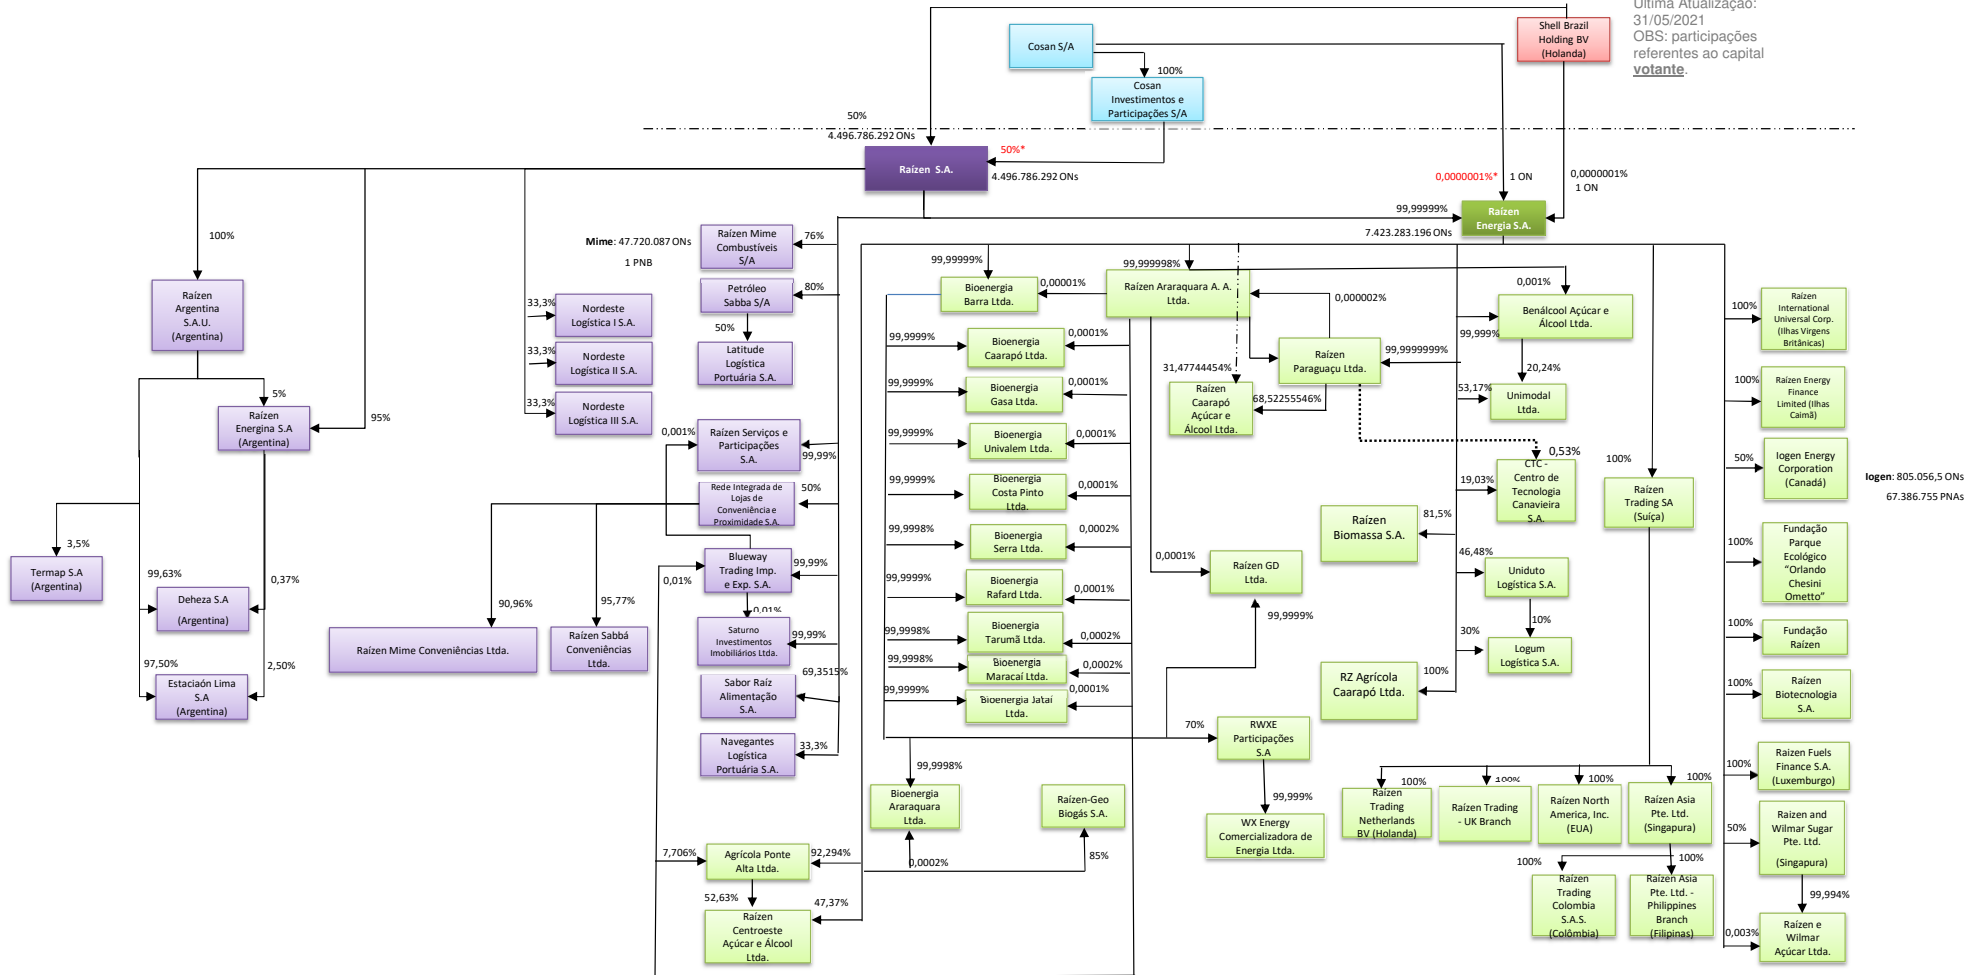 Última Atualização:
31/05/2021
OBS: participações
referentes ao capital
votante.
Shell Brazil
Holding BV
(Holanda)
Cosan S/A
100%
Cosan
Investimentos e
Participações S/A
50%
4.496.786.292 ONs
50%*
4.496.786.292 ONs
Raízen S.A.
0,0000001%*
1 ON
0,0000001%
1 ON
99,99999%
7.423.283.196 ONs
Raízen
Energia S.A.
100%
Raízen
Argentina
S.A.U.
(Argentina)
5%
Raízen
Energina S.A
(Argentina)
95%
3,5%
Termap S.A
(Argentina)
99,63%
0,37%
Deheza S.A
(Argentina)
97,50%
2,50%
Estaciaón Lima
S.A
(Argentina)
33,3%
Nordeste
Logística I S.A.
33,3%
Nordeste
Logística II S.A.
33,3%
Nordeste
Logística III S.A.
Mime: 47.720.087 ONs
1 PNB
Raízen Mime
Combustíveis
S/A
76%
Petróleo
Sabba S/A
80%
50%
Latitude
Logística
Portuária S.A.
0,001%
Raízen Serviços e
Participações
S.A.
99,99%
Rede Integrada de
Lojas de
Conveniência e
Proximidade S.A.
50%
90,96%
Raízen Mime Conveniências Ltda.
95,77%
Raízen Sabbá
Conveniências
Ltda.
0,01%
Blueway
Trading Imp.
e Exp. S.A.
99,99%
0,01%
Saturno
Investimentos
Imobiliários Ltda.
99,99%
69,3515%
Sabor Raíz
Alimentação
S.A.
Navegantes
Logística
Portuária S.A.
33,3%
99,99999%
Bioenergia
Barra Ltda.
0,00001%
99,999998%
Raízen Araraquara A. A.
Ltda.
0,000002%
99,9999%
Bioenergia
Caarapó Ltda.
0,0001%
99,9999%
Bioenergia
Gasa Ltda.
0,0001%
99,9999%
Bioenergia
Univalem Ltda.
0,0001%
99,9999%
Bioenergia
Costa Pinto
Ltda.
0,0001%
99,9998%
Bioenergia
Serra Ltda.
0,0002%
99,9999%
Bioenergia
Rafard Ltda.
0,0001%
99,9998%
Bioenergia
Tarumã Ltda.
0,0002%
99,9998%
Bioenergia
Maracaí Ltda.
0,0002%
99,9999%
Bioenergia Jataí
Ltda.
0,0001%
99,9998%
Bioenergia
Araraquara
Ltda.
0,0002%
Raízen-Geo
Biogás S.A.
85%
7,706%
Agrícola Ponte
Alta Ltda.
92,294%
52,63%
47,37%
Raízen
Centroeste
Açúcar e Álcool
Ltda.
Raízen
Paraguaçu Ltda.
99,9999999%
31,47744454%
Raízen
Caarapó
Açúcar e
Álcool Ltda.
68,52255546%
0,0001%
Raízen GD
Ltda.
99,9999%
70%
RWXE
Participações
S.A
99,999%
WX Energy
Comercializadora de
Energia Ltda.
0,001%
Benálcool Açúcar e
Álcool Ltda.
99,999%
20,24%
53,17%
Unimodal
Ltda.
0,53%
19,03%
CTC -
Centro de
Tecnologia
Canavieira
S.A.
81,5%
Raízen
Biomassa S.A.
46,48%
Uniduto
Logística S.A.
10%
30%
Logum
Logística S.A.
100%
RZ Agrícola
Caarapó Ltda.
100%
Raízen
Trading SA
(Suíça)
100%
Raízen
Trading
Netherlands
BV (Holanda)
100%
Raízen Trading
- UK Branch
100%
Raízen North
America, Inc.
(EUA)
100%
Raízen Asia
Pte. Ltd.
(Singapura)
100%
Raízen
Trading
Colombia
S.A.S.
(Colômbia)
100%
Raízen Asia
Pte. Ltd. -
Philippines
Branch
(Filipinas)
100%
Raízen
International
Universal Corp.
(Ilhas Virgens
Britânicas)
100%
Raízen Energy
Finance
Limited (Ilhas
Caimã)
50%
Iogen Energy
Corporation
(Canadá)
Iogen: 805.056,5 ONs
67.386.755 PNAs
100%
Fundação
Parque
Ecológico
“Orlando
Chesini
Ometto”
100%
Fundação
Raízen
100%
Raízen
Biotecnologia
S.A.
100%
Raizen Fuels
Finance S.A.
(Luxemburgo)
50%
Raizen and
Wilmar Sugar
Pte. Ltd.
(Singapura)
99,994%
0,003%
Raízen e
Wilmar
Açúcar Ltda.